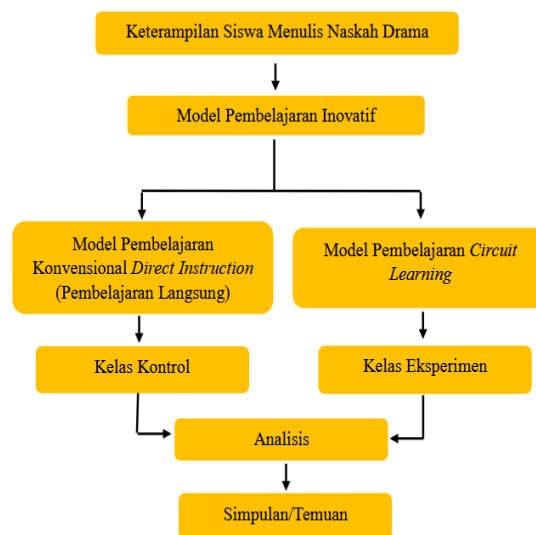 Keterampilan Siswa Menulis Naskah Drama
Model Pembelajaran Inovatif
Model Pembelajaran
Konvensional Direct Instruction
(Pembelajaran Langsung)
Model Pembelajaran Circuit
Learning
Kelas Kontrol
Kelas Eksperimen
Analisis
Simpulan/Temuan